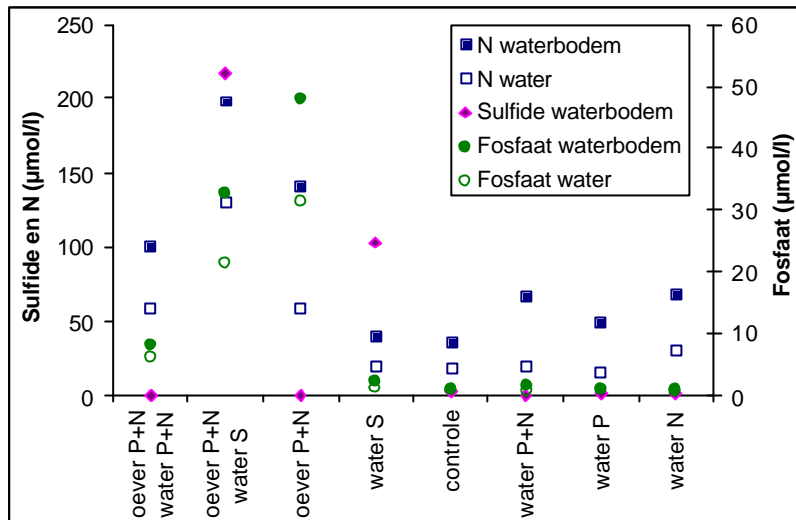 250
200
150
100
50
0
Sulfide en N (µmol/l)
60
50
40
30
20
10
0
Fosfaat (µmol/l)
N waterbodem
N water
Sulfide waterbodem
Fosfaat waterbodem
Fosfaat water
oever P+N
water P+N
oever P+N
water S
oever P+N
water S
controle
water P+N
water P
water N